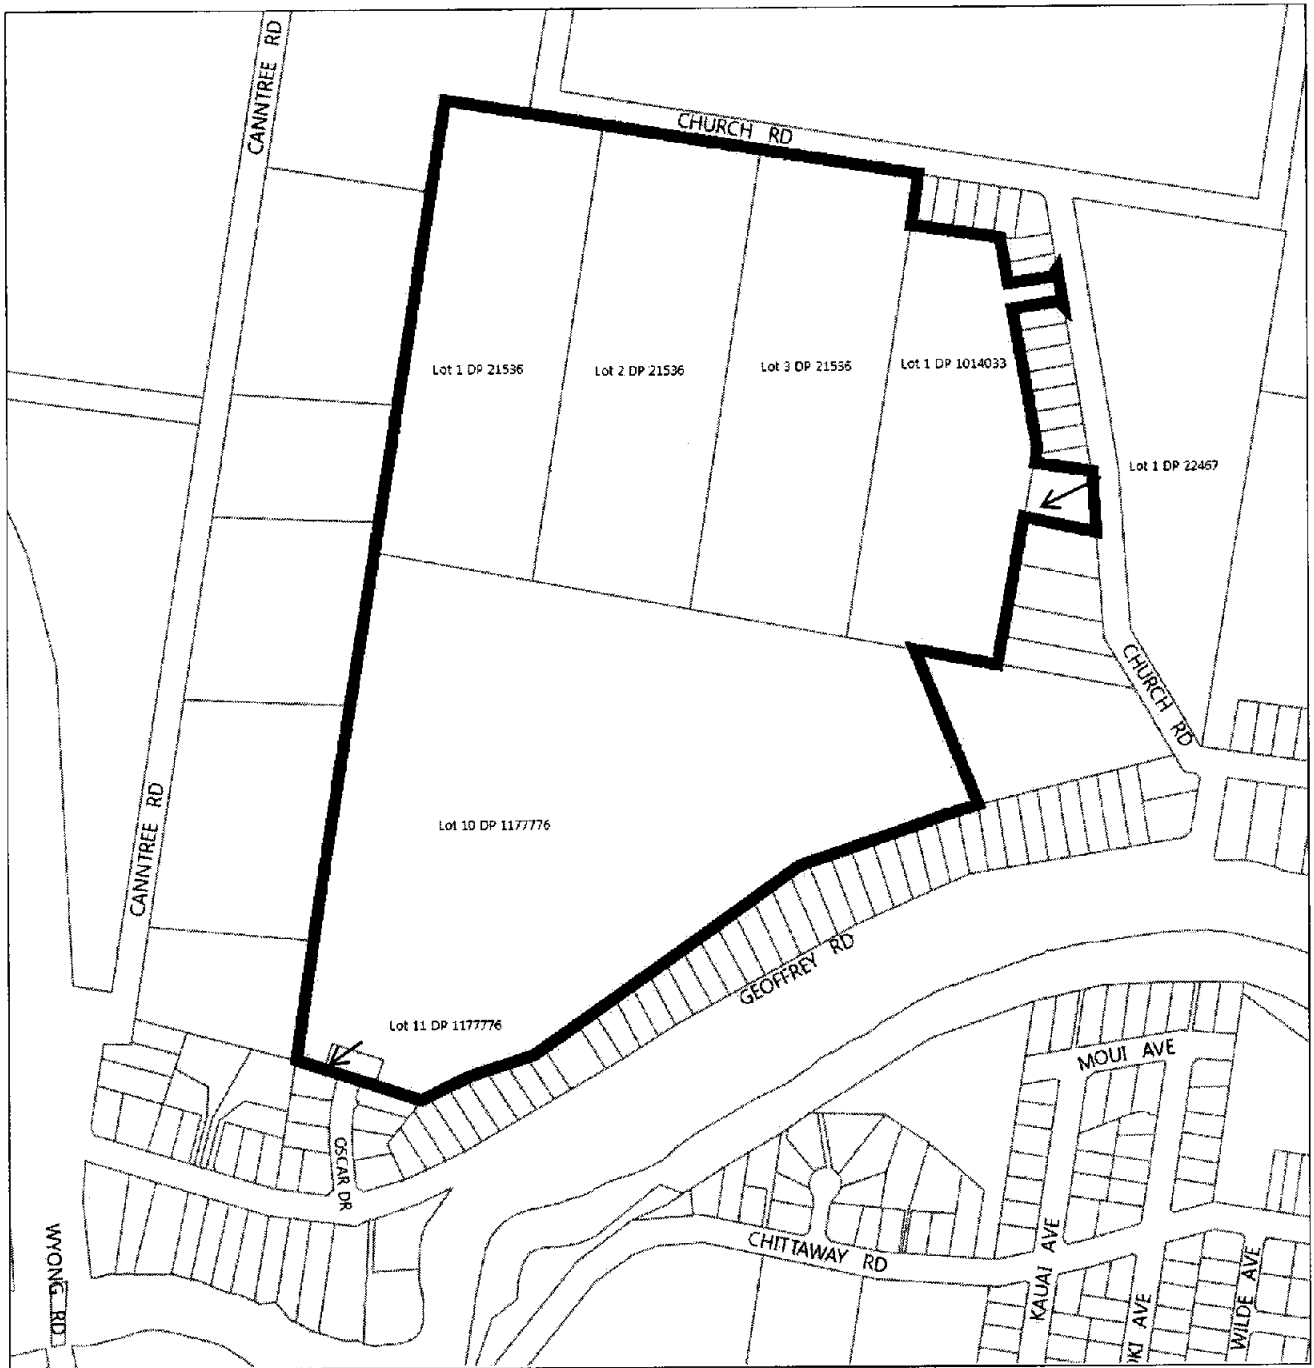 CANNTREE RD
CHURCH RD
Lot 1 DP 21536
Lot 2 DP 21536
Lot 3 DP 21536
Lot 1 DP 1014033
Lot 1 DP 22467
CHURCH RD
CANNTREE RD
Lot 10 DP 1177776
GEOFFREY RD
Lot 11 DP 1177776
MOUI AVE
OSCAR DR
WYONG RD
CHITTAWAY RD
KAUAI AVE
KI AVE
WILDE AVE